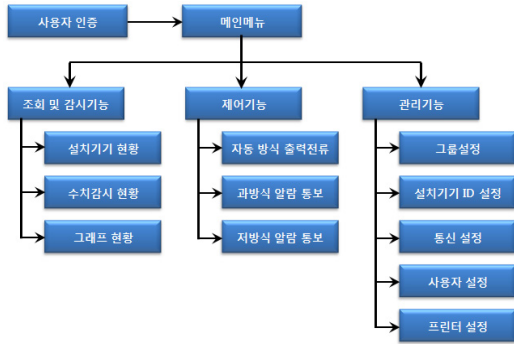 사용자 인증
메인메뉴
조회 및 감시기능
제어기능
관리기능
설치기기 현황
자동 방식 출력전류
그룹설정
수치감시 현황
과방식 알람 통보
설치기기 ID 설정
그래프 현황
저방식 알람 통보
통신 설정
사용자 설정
프린터 설정